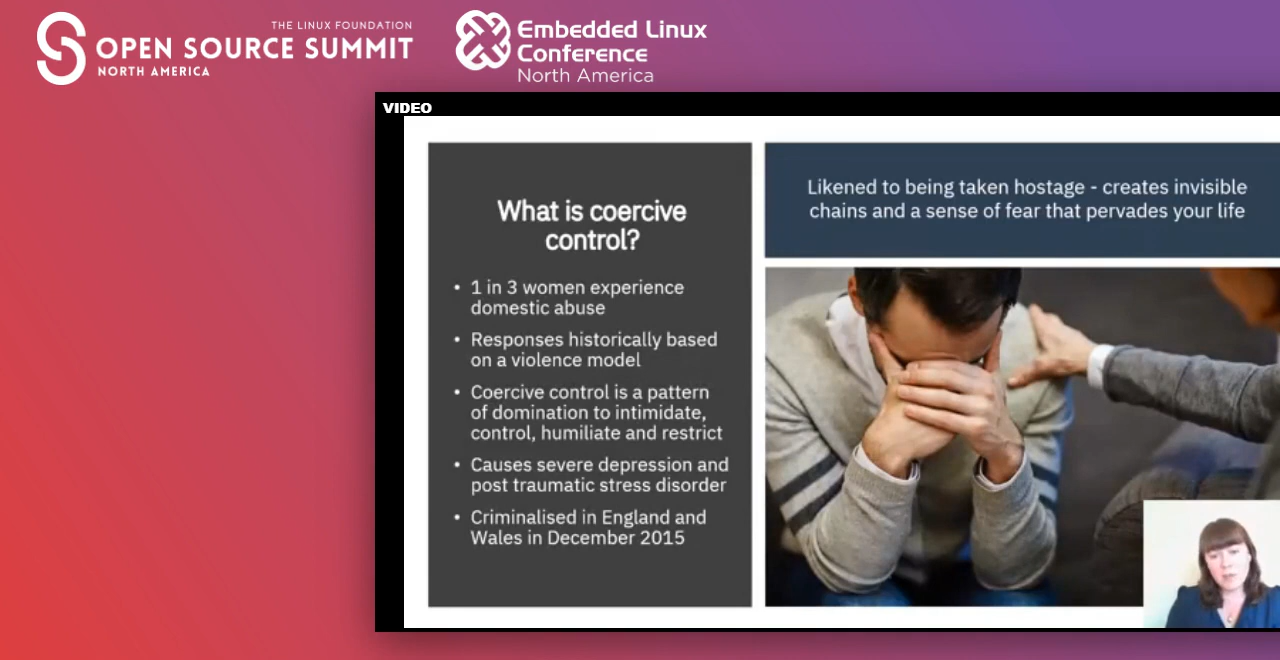 THE LINUX FOUNDATION
OPEN SOURCE SUMMIT
NORTH AMERICA
Embedded Linux
Conference
North America
VIDEO
What is coercive
control?
• 1 in 3 women experience
domestic abuse
• Responses historically based
on a violence model
• Coercive control is a pattern
of domination to intimidate,
control, humiliate and restrict
• Causes severe depression and
post traumatic stress disorder
• Criminalised in England and
Wales in December 2015
Likened to being taken hostage - creates invisible
chains and a sense of fear that pervades your life